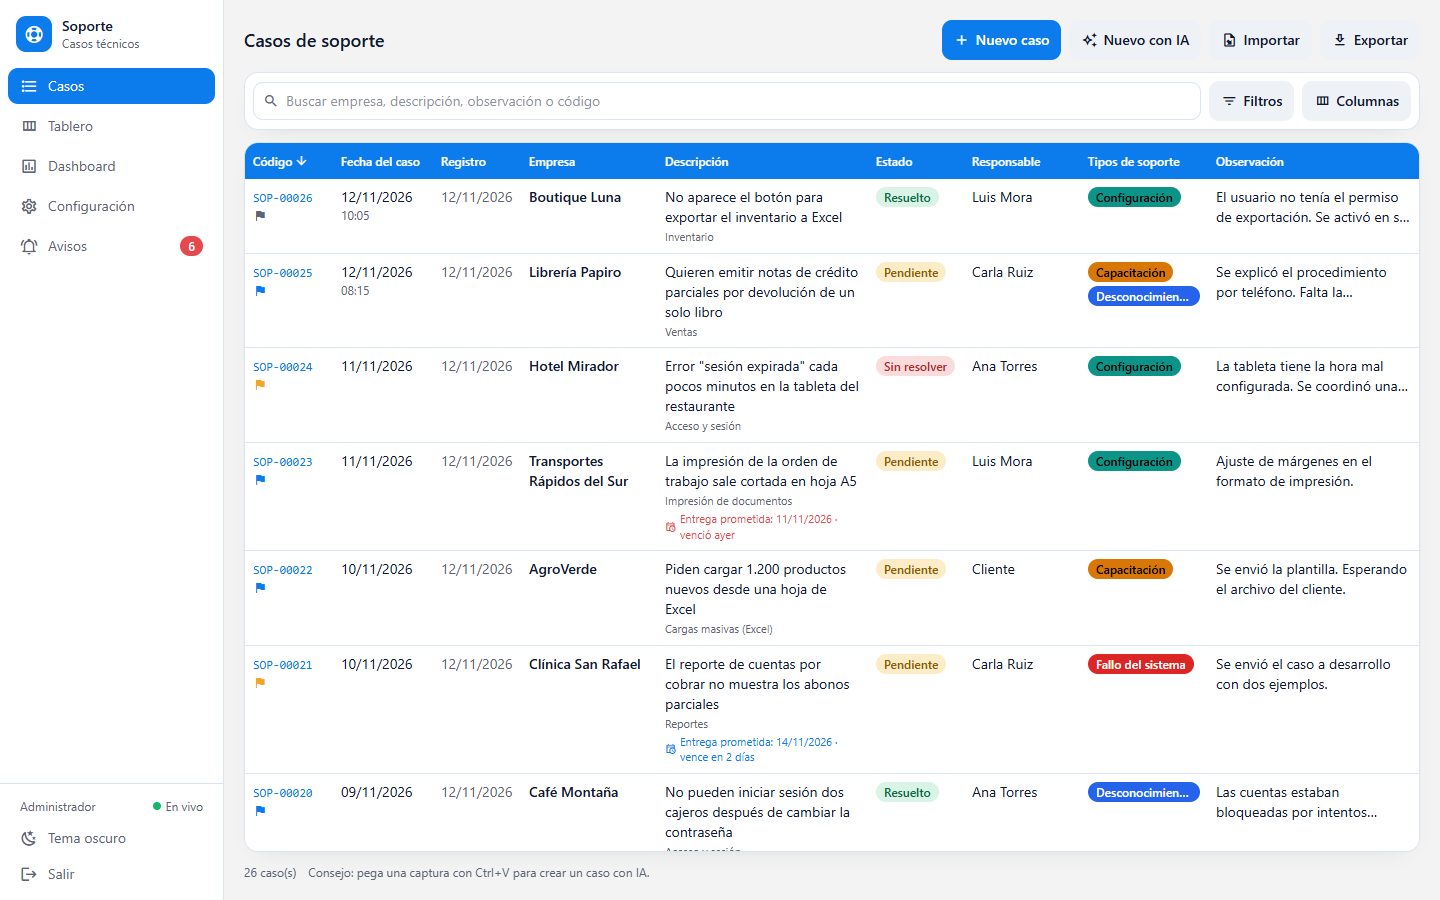 Soporte
Casos técnicos
Casos
Tablero
Dashboard
Configuración
Avisos
6
Administrador
En vivo
Tema oscuro
Salir
Casos de soporte
Nuevo caso
Nuevo con IA
Importar
Exportar
Buscar empresa, descripción, observación o código
Filtros
Columnas
Código Fecha del caso Registro Empresa Descripción Estado Responsable Tipos de soporte Observación
SOP-00026
12/11/2026
10:05
12/11/2026
Boutique Luna
No aparece el botón para
exportar el inventario a Excel
Inventario
Resuelto
Luis Mora
Configuración
El usuario no tenía el permiso
de exportación. Se activó en s...
SOP-00025
12/11/2026
08:15
12/11/2026
Librería Papiro
Quieren emitir notas de crédito
parciales por devolución de un
solo libro
Ventas
Pendiente
Carla Ruiz
Capacitación
Desconocimien...
Se explicó el procedimiento
por teléfono. Falta la...
SOP-00024
11/11/2026
12/11/2026
Hotel Mirador
Error "sesión expirada" cada
pocos minutos en la tableta del
restaurante
Acceso y sesión
Sin resolver
Ana Torres
Configuración
La tableta tiene la hora mal
configurada. Se coordinó una...
SOP-00023
11/11/2026
12/11/2026
Transportes
Rápidos del Sur
La impresión de la orden de
trabajo sale cortada en hoja A5
Impresión de documentos
Entrega prometida: 11/11/2026 ·
venció ayer
Pendiente
Luis Mora
Configuración
Ajuste de márgenes en el
formato de impresión.
SOP-00022
10/11/2026
12/11/2026
AgroVerde
Piden cargar 1.200 productos
nuevos desde una hoja de
Excel
Cargas masivas (Excel)
Pendiente
Cliente
Capacitación
Se envió la plantilla. Esperando
el archivo del cliente.
SOP-00021
10/11/2026
12/11/2026
Clínica San Rafael
El reporte de cuentas por
cobrar no muestra los abonos
parciales
Reportes
Entrega prometida: 14/11/2026 ·
vence en 2 días
Pendiente
Carla Ruiz
Fallo del sistema
Se envió el caso a desarrollo
con dos ejemplos.
SOP-00020
09/11/2026
12/11/2026
Café Montaña
No pueden iniciar sesión dos
cajeros después de cambiar la
contraseña
Resuelto
Ana Torres
Desconocimien...
Las cuentas estaban
bloqueadas por intentos...
26 caso(s) Consejo: pega una captura con Ctrl+V para crear un caso con IA.